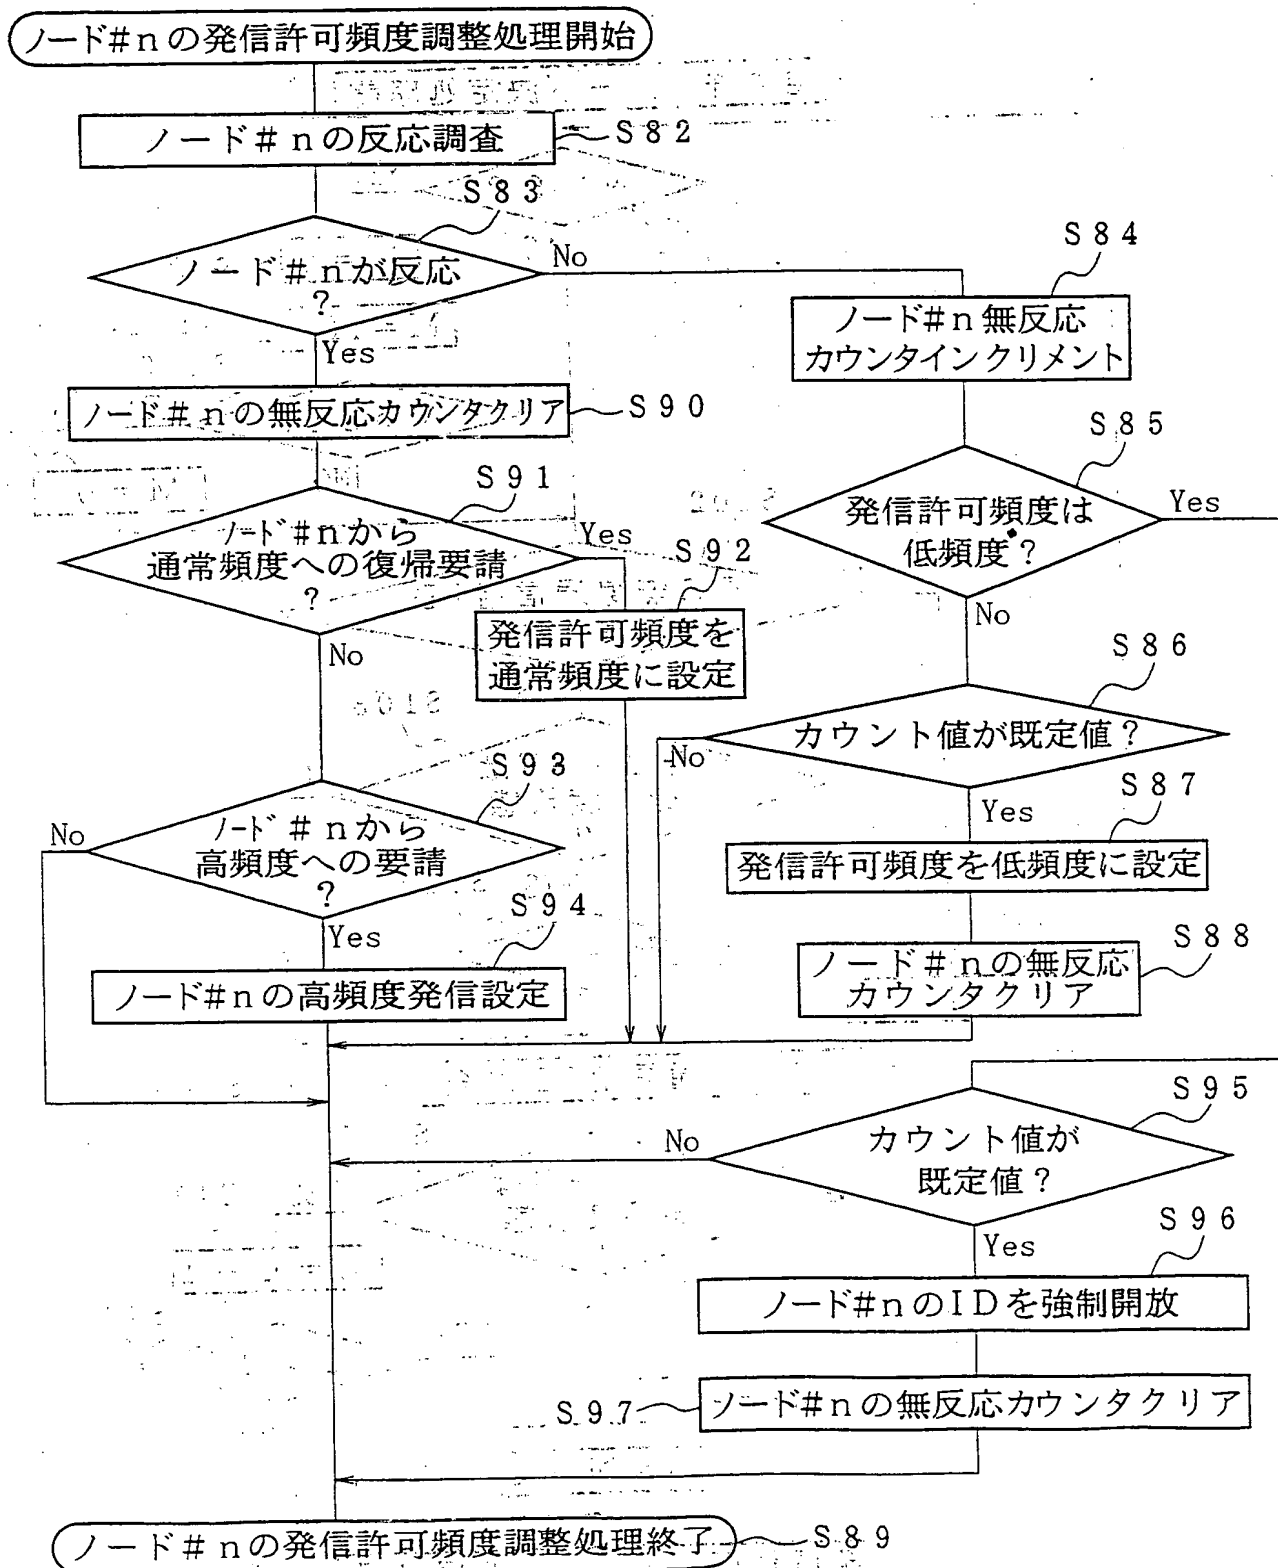 ノード#nの発信許可頻度調整処理開始
ノード#nの反応調査
S82
S83
ノード#nが反応
?
No
Yes
S84
ノード#n無反応
カウンタインクリメント
ノード#nの無反応カウンタクリア
S90
S85
発信許可頻度は
低頻度?
Yes
No
S91
ノード#nから
通常頻度への復帰要請
?
Yes
No
S92
発信許可頻度を
通常頻度に設定
S86
カウント値が既定値?
No
Yes
S93
ノード#nから
高頻度への要請
?
No
Yes
S87
発信許可頻度を低頻度に設定
S94
ノード#nの高頻度発信設定
S88
ノード#nの無反応
カウンタクリア
S95
カウント値が
既定値?
No
Yes
S96
ノード#nのIDを強制開放
S97
ノード#nの無反応カウンタクリア
ノード#nの発信許可頻度調整処理終了
S89